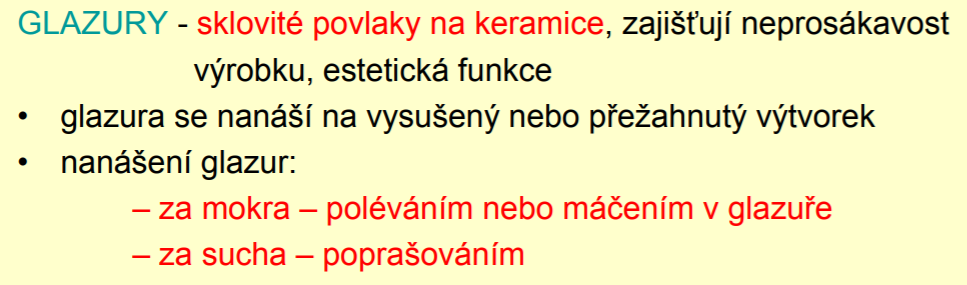 GLAZURY - sklovité povlaky na keramice, zajišťují neprosákavost
výrobku, estetická funkce
• glazura se nanáší na vysušený nebo přežahnutý výtvorek
• nanášení glazur:
– za mokra – poléváním nebo máčením v glazuře
– za sucha – poprašováním